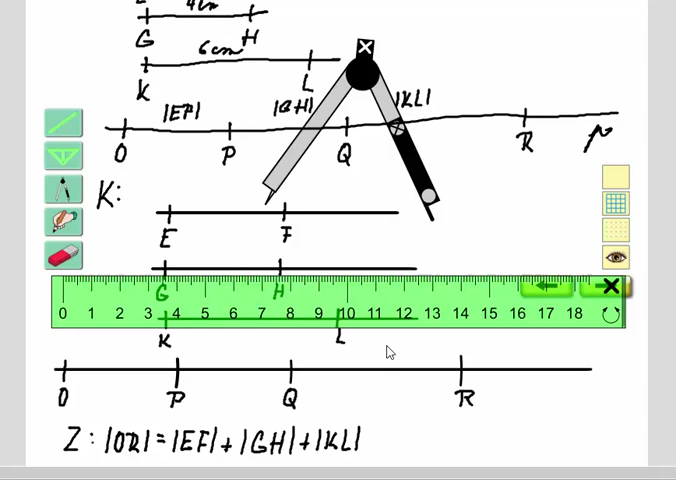 4cm
G H
6cm
K L
|EF| |GH| |KL|
O P Q R p
K:
E F
G H
0 1 2 3 4 5 6 7 8 9 10 11 12 13 14 15 16 17 18
K L
O P Q R
Z: |OR| = |EF| + |GH| + |KL|